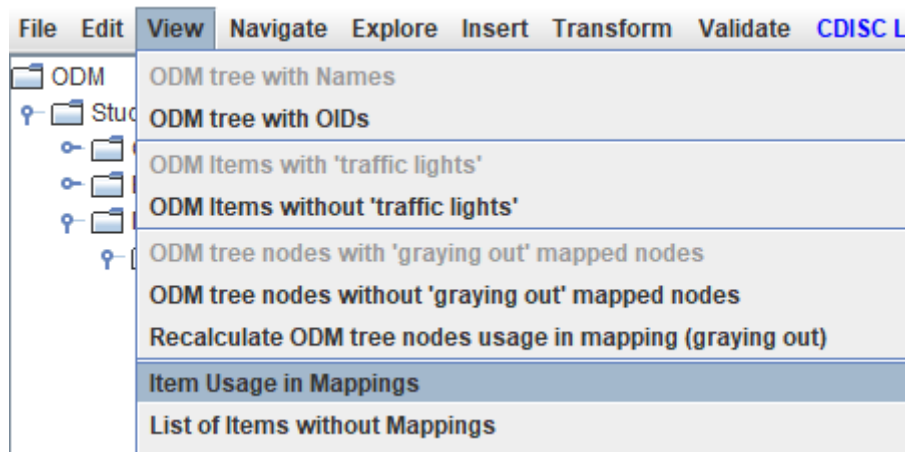 File Edit View Navigate Explore Insert Transform Validate CDISC L
ODM
ODM tree with Names
Stud
ODM tree with OIDs
ODM Items with 'traffic lights'
ODM Items without 'traffic lights'
ODM tree nodes with 'graying out' mapped nodes
ODM tree nodes without 'graying out' mapped nodes
Recalculate ODM tree nodes usage in mapping (graying out)
Item Usage in Mappings
List of Items without Mappings